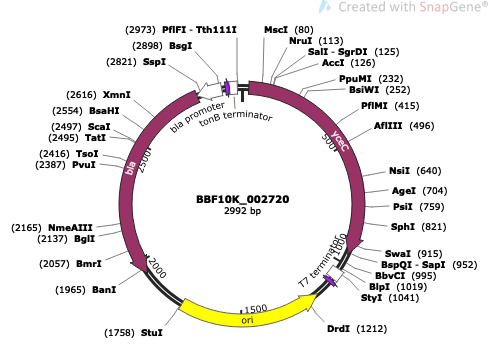 Created with SnapGene®
(2973) PflFI - Tth111I
(2898) BsgI
(2821) SspI
MscI (80)
NruI (113)
SalI - SgrDI (125)
AccI (126)
PpuMI (232)
BsiWI (252)
PflMI (415)
AflIII (496)
NsiI (640)
AgeI (704)
PsiI (759)
SphI (821)
SwaI (915)
BspQI - SapI (952)
BbvCI (995)
BlpI (1019)
StyI (1041)
DrdI (1212)
(2616) XmnI
(2554) BsaHI
(2497) ScaI
(2495) TatI
(2416) TsoI
(2387) PvuI
(2165) NmeAIII
(2137) BglI
(2057) BmrI
(1965) BanI
(1758) StuI
bla promoter
tonB terminator
yceC
500
bla
2500
BBF10K_002720
2992 bp
T7 terminator
1000
2000
1500
ori